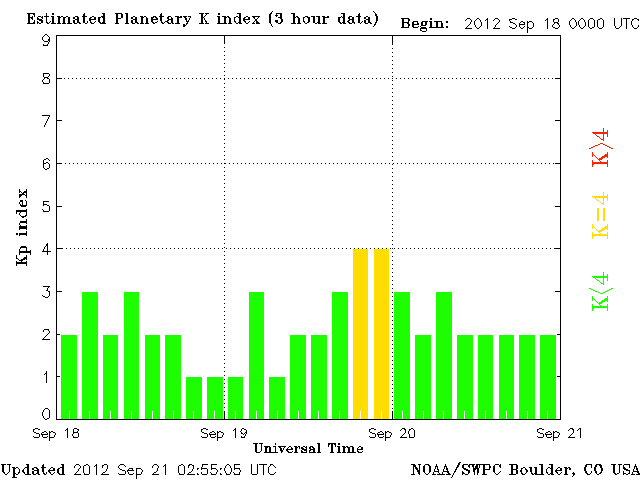 Estimated Planetary K index (3 hour data)
Begin: 2012 Sep 18 0000 UTC
9
8
7
6
5
4
3
2
1
0
Kp index
K>4
K=4
K<4
Sep 18
Sep 19
Sep 20
Sep 21
Universal Time
Updated 2012 Sep 21 02:55:05 UTC
NOAA/SWPC Boulder, CO USA